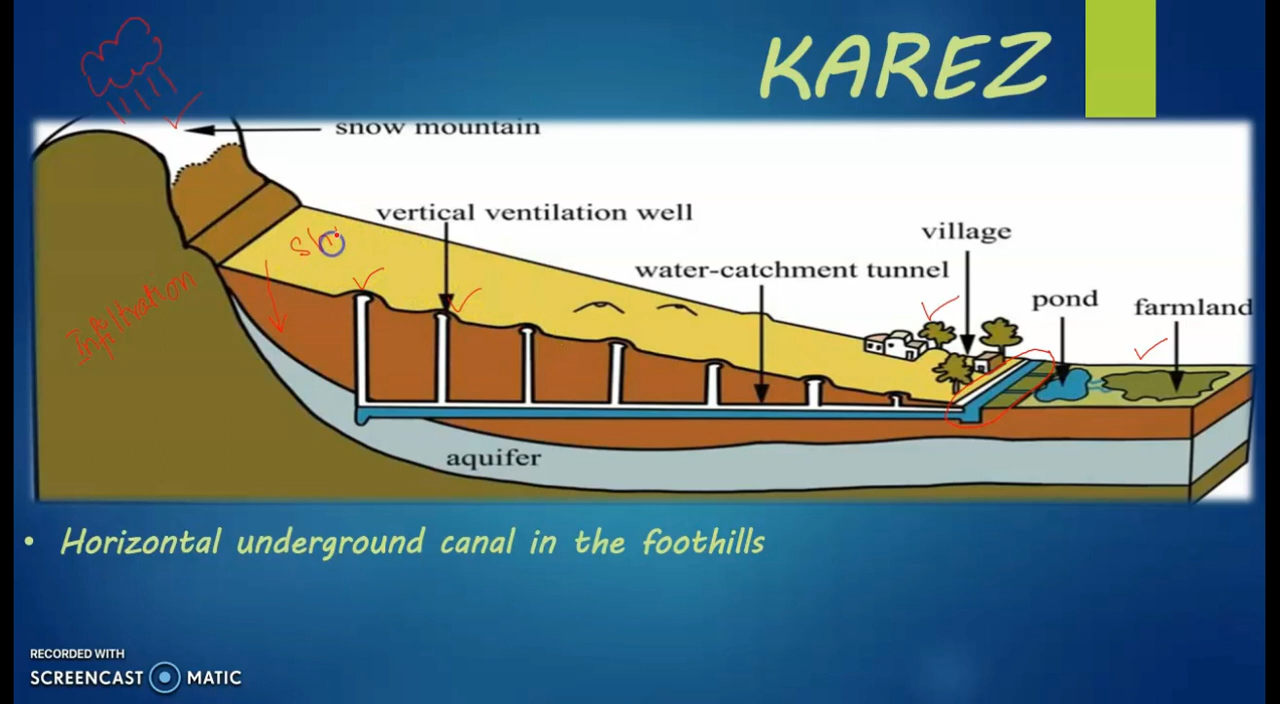 KAREZ
snow mountain
vertical ventilation well
village
water-catchment tunnel
pond
farmland
Infiltration
aquifer
• Horizontal underground canal in the foothills
RECORDED WITH
SCREENCAST MATIC